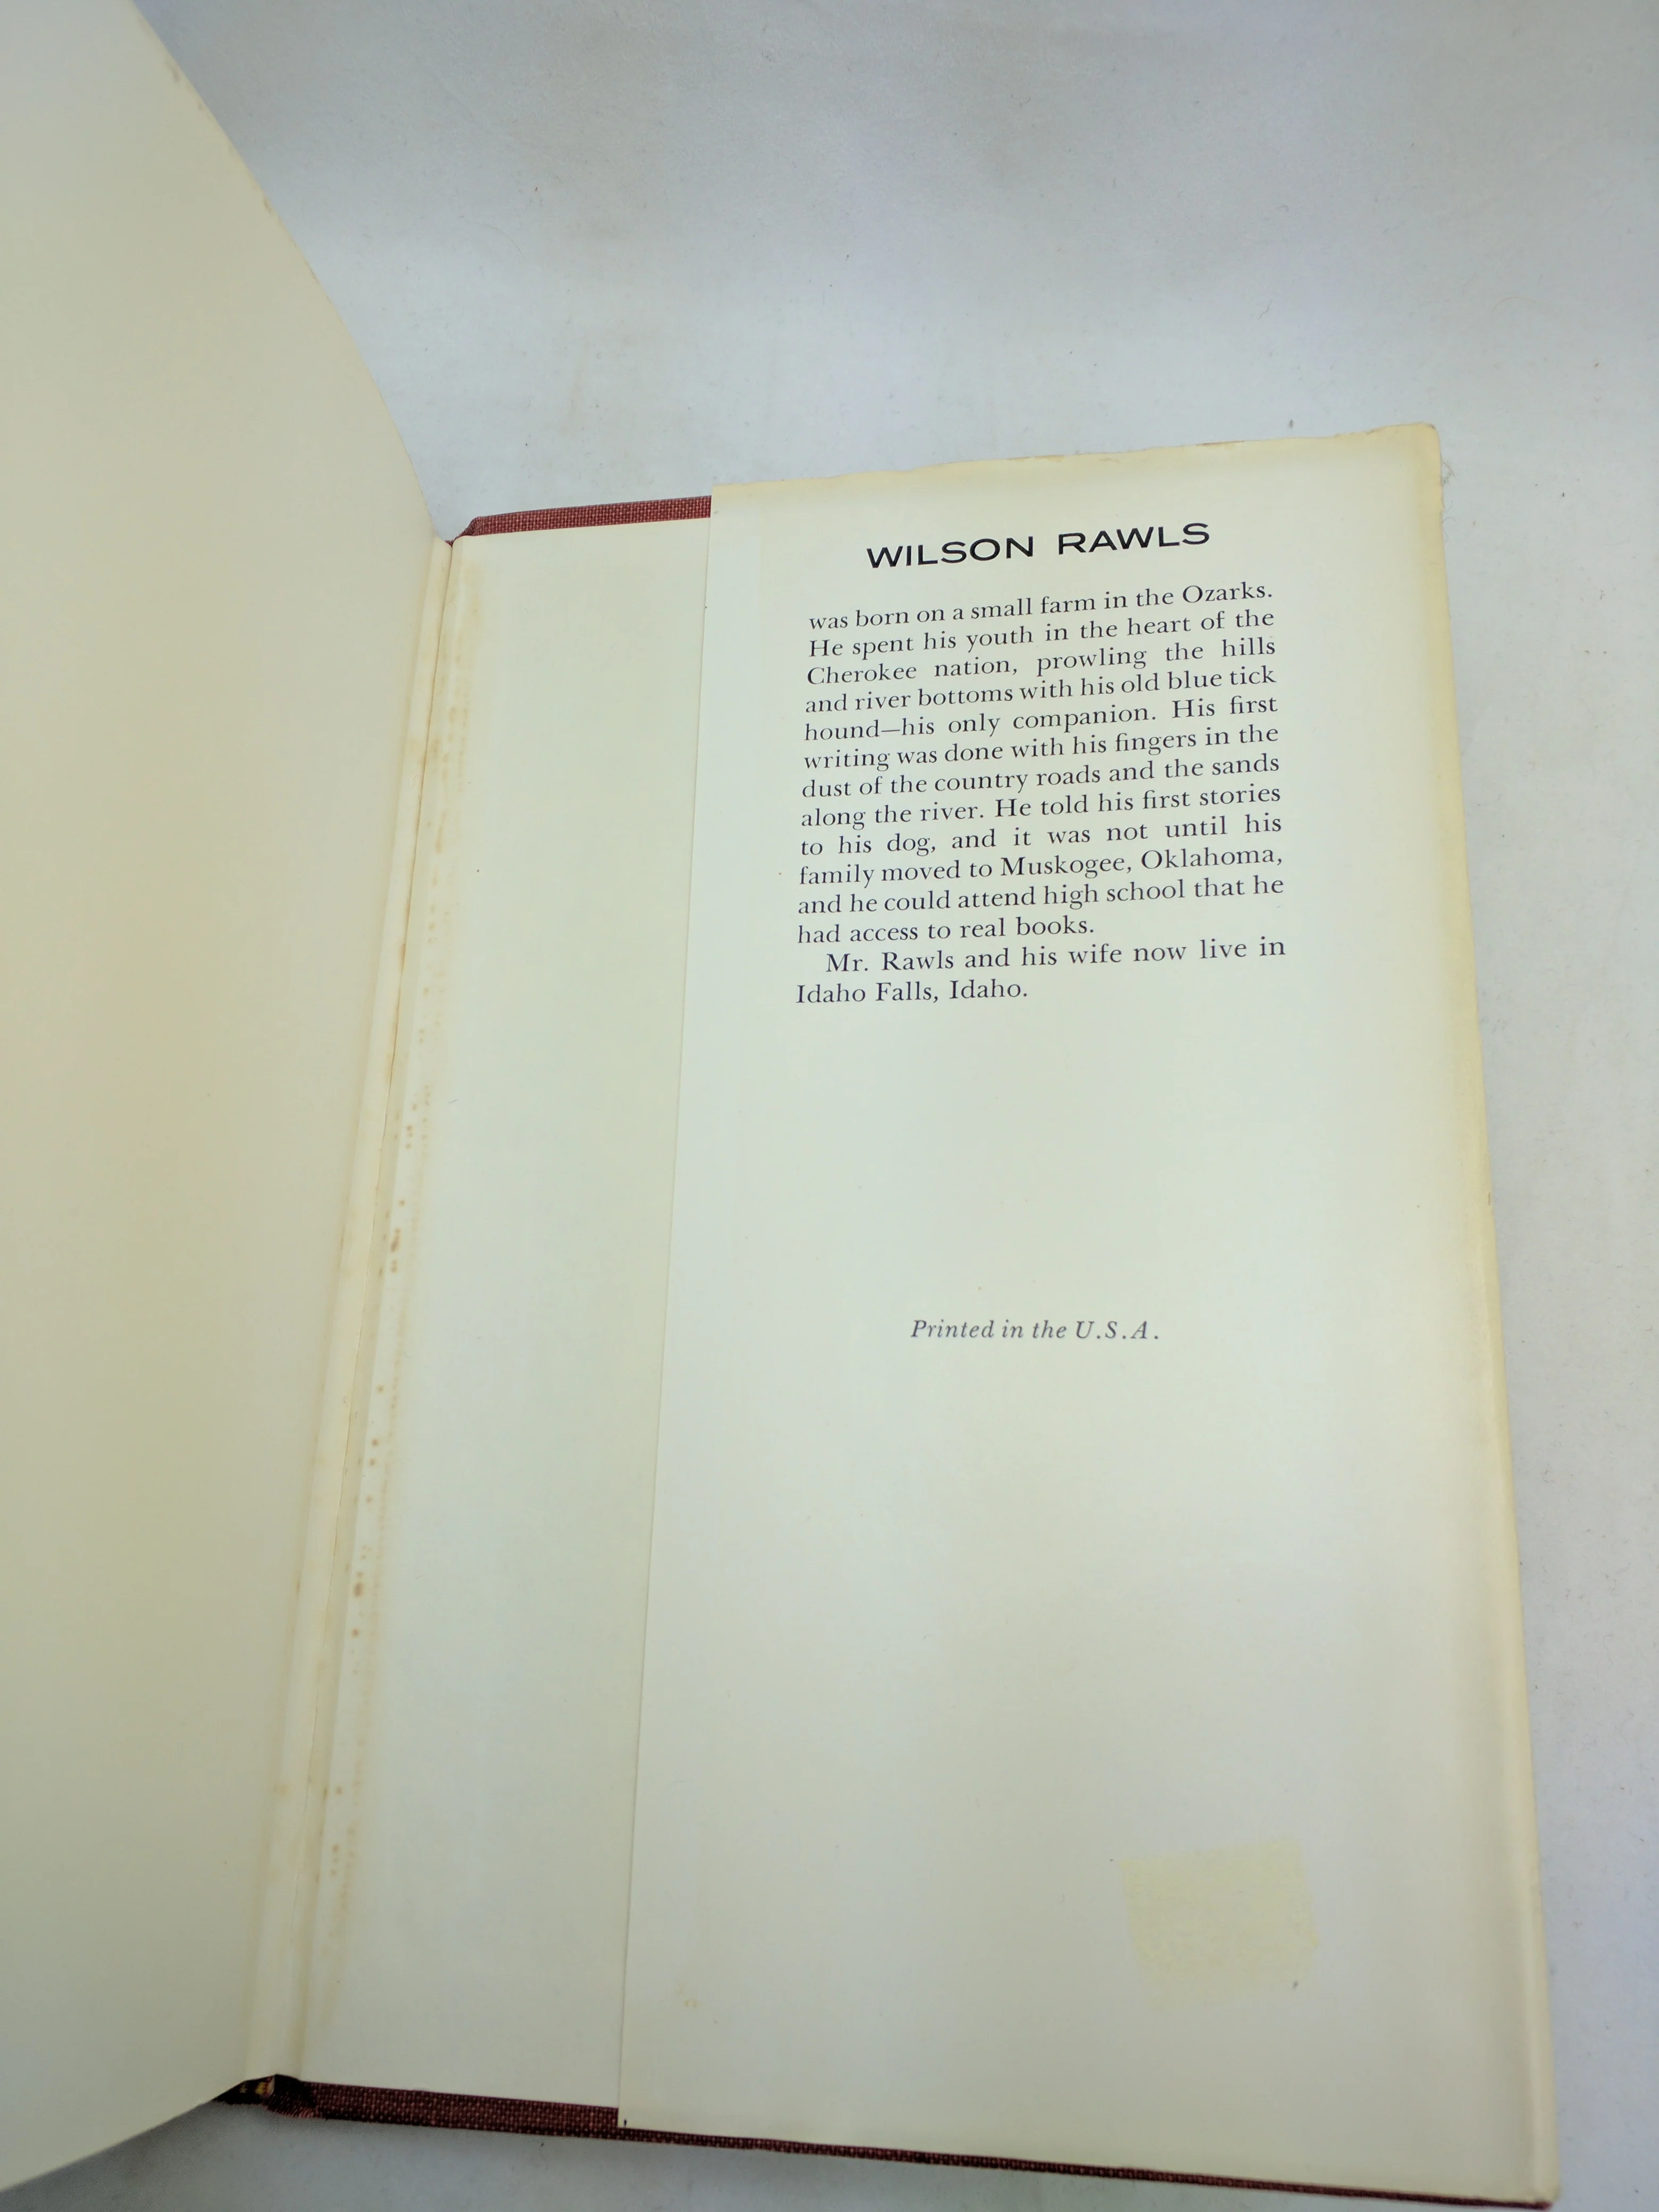 WILSON RAWLS
was born on a small farm in the Ozarks.
He spent his youth in the heart of the
Cherokee nation, prowling the hills
and river bottoms with his old blue tick
hound—his only companion. His first
writing was done with his fingers in the
dust of the country roads and the sands
along the river. He told his first stories
to his dog, and it was not until his
family moved to Muskogee, Oklahoma,
and he could attend high school that he
had access to real books.
Mr. Rawls and his wife now live in
Idaho Falls, Idaho.
Printed in the U.S.A.